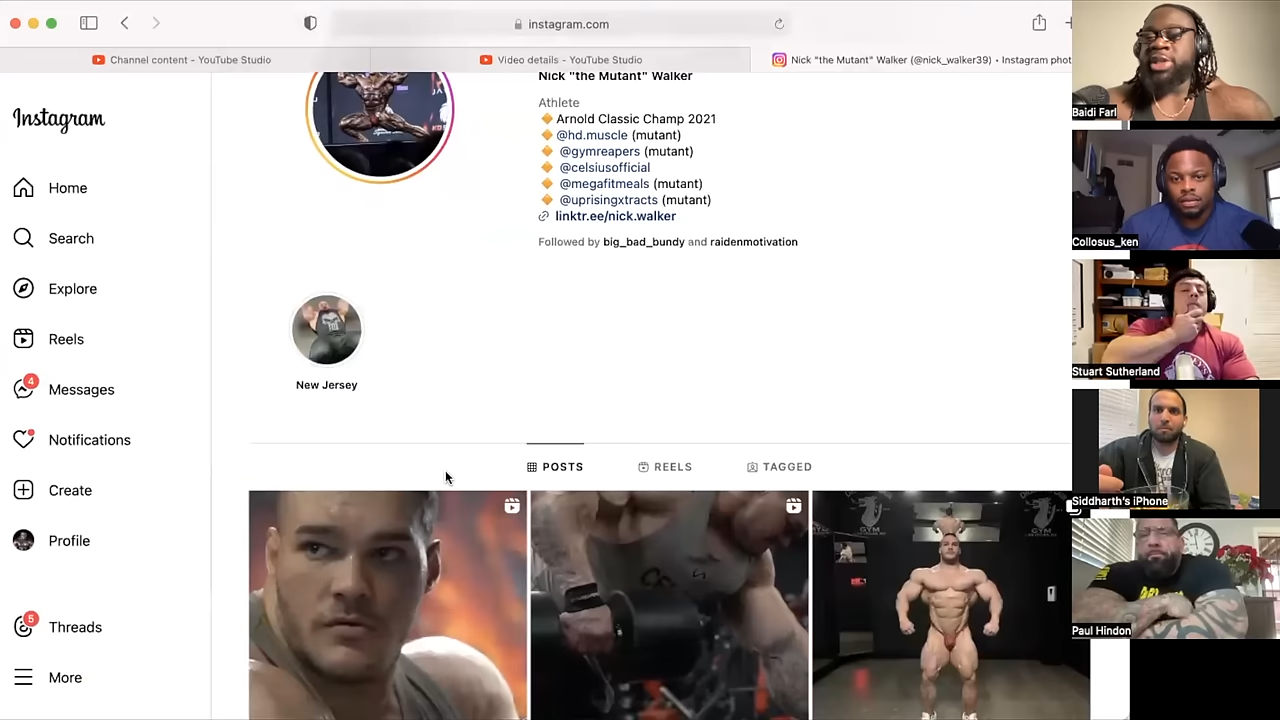 instagram.com
Channel content - YouTube Studio
Video details - YouTube Studio
Nick "the Mutant" Walker (@nick_walker39) • Instagram phot
Instagram
Home
Search
Explore
Reels
4
Messages
Notifications
Create
Profile
5
Threads
More
Nick "the Mutant" Walker
Athlete
🔸Arnold Classic Champ 2021
🔸@hd.muscle (mutant)
🔸 @gymreapers (mutant)
🔸 @celsiusofficial
🔸 @megafitmeals (mutant)
🔸 @uprisingxtracts (mutant)
linktr.ee/nick.walker
Followed by big_bad_bundy and raidenmotivation
New Jersey
POSTS
REELS
TAGGED
Baidi Farl
Collosus_ken
Stuart Sutherland
Siddharth's iPhone
Paul Hindon